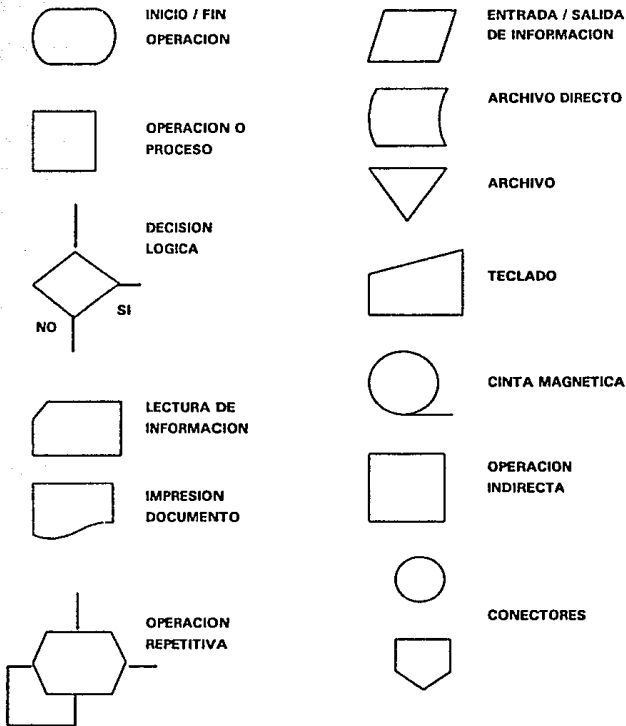 INICIO / FIN
OPERACION
OPERACION O
PROCESO
DECISION
LOGICA
SI
NO
LECTURA DE
INFORMACION
IMPRESION
DOCUMENTO
OPERACION
REPETITIVA
ENTRADA / SALIDA
DE INFORMACION
ARCHIVO DIRECTO
ARCHIVO
TECLADO
CINTA MAGNETICA
OPERACION
INDIRECTA
CONECTORES